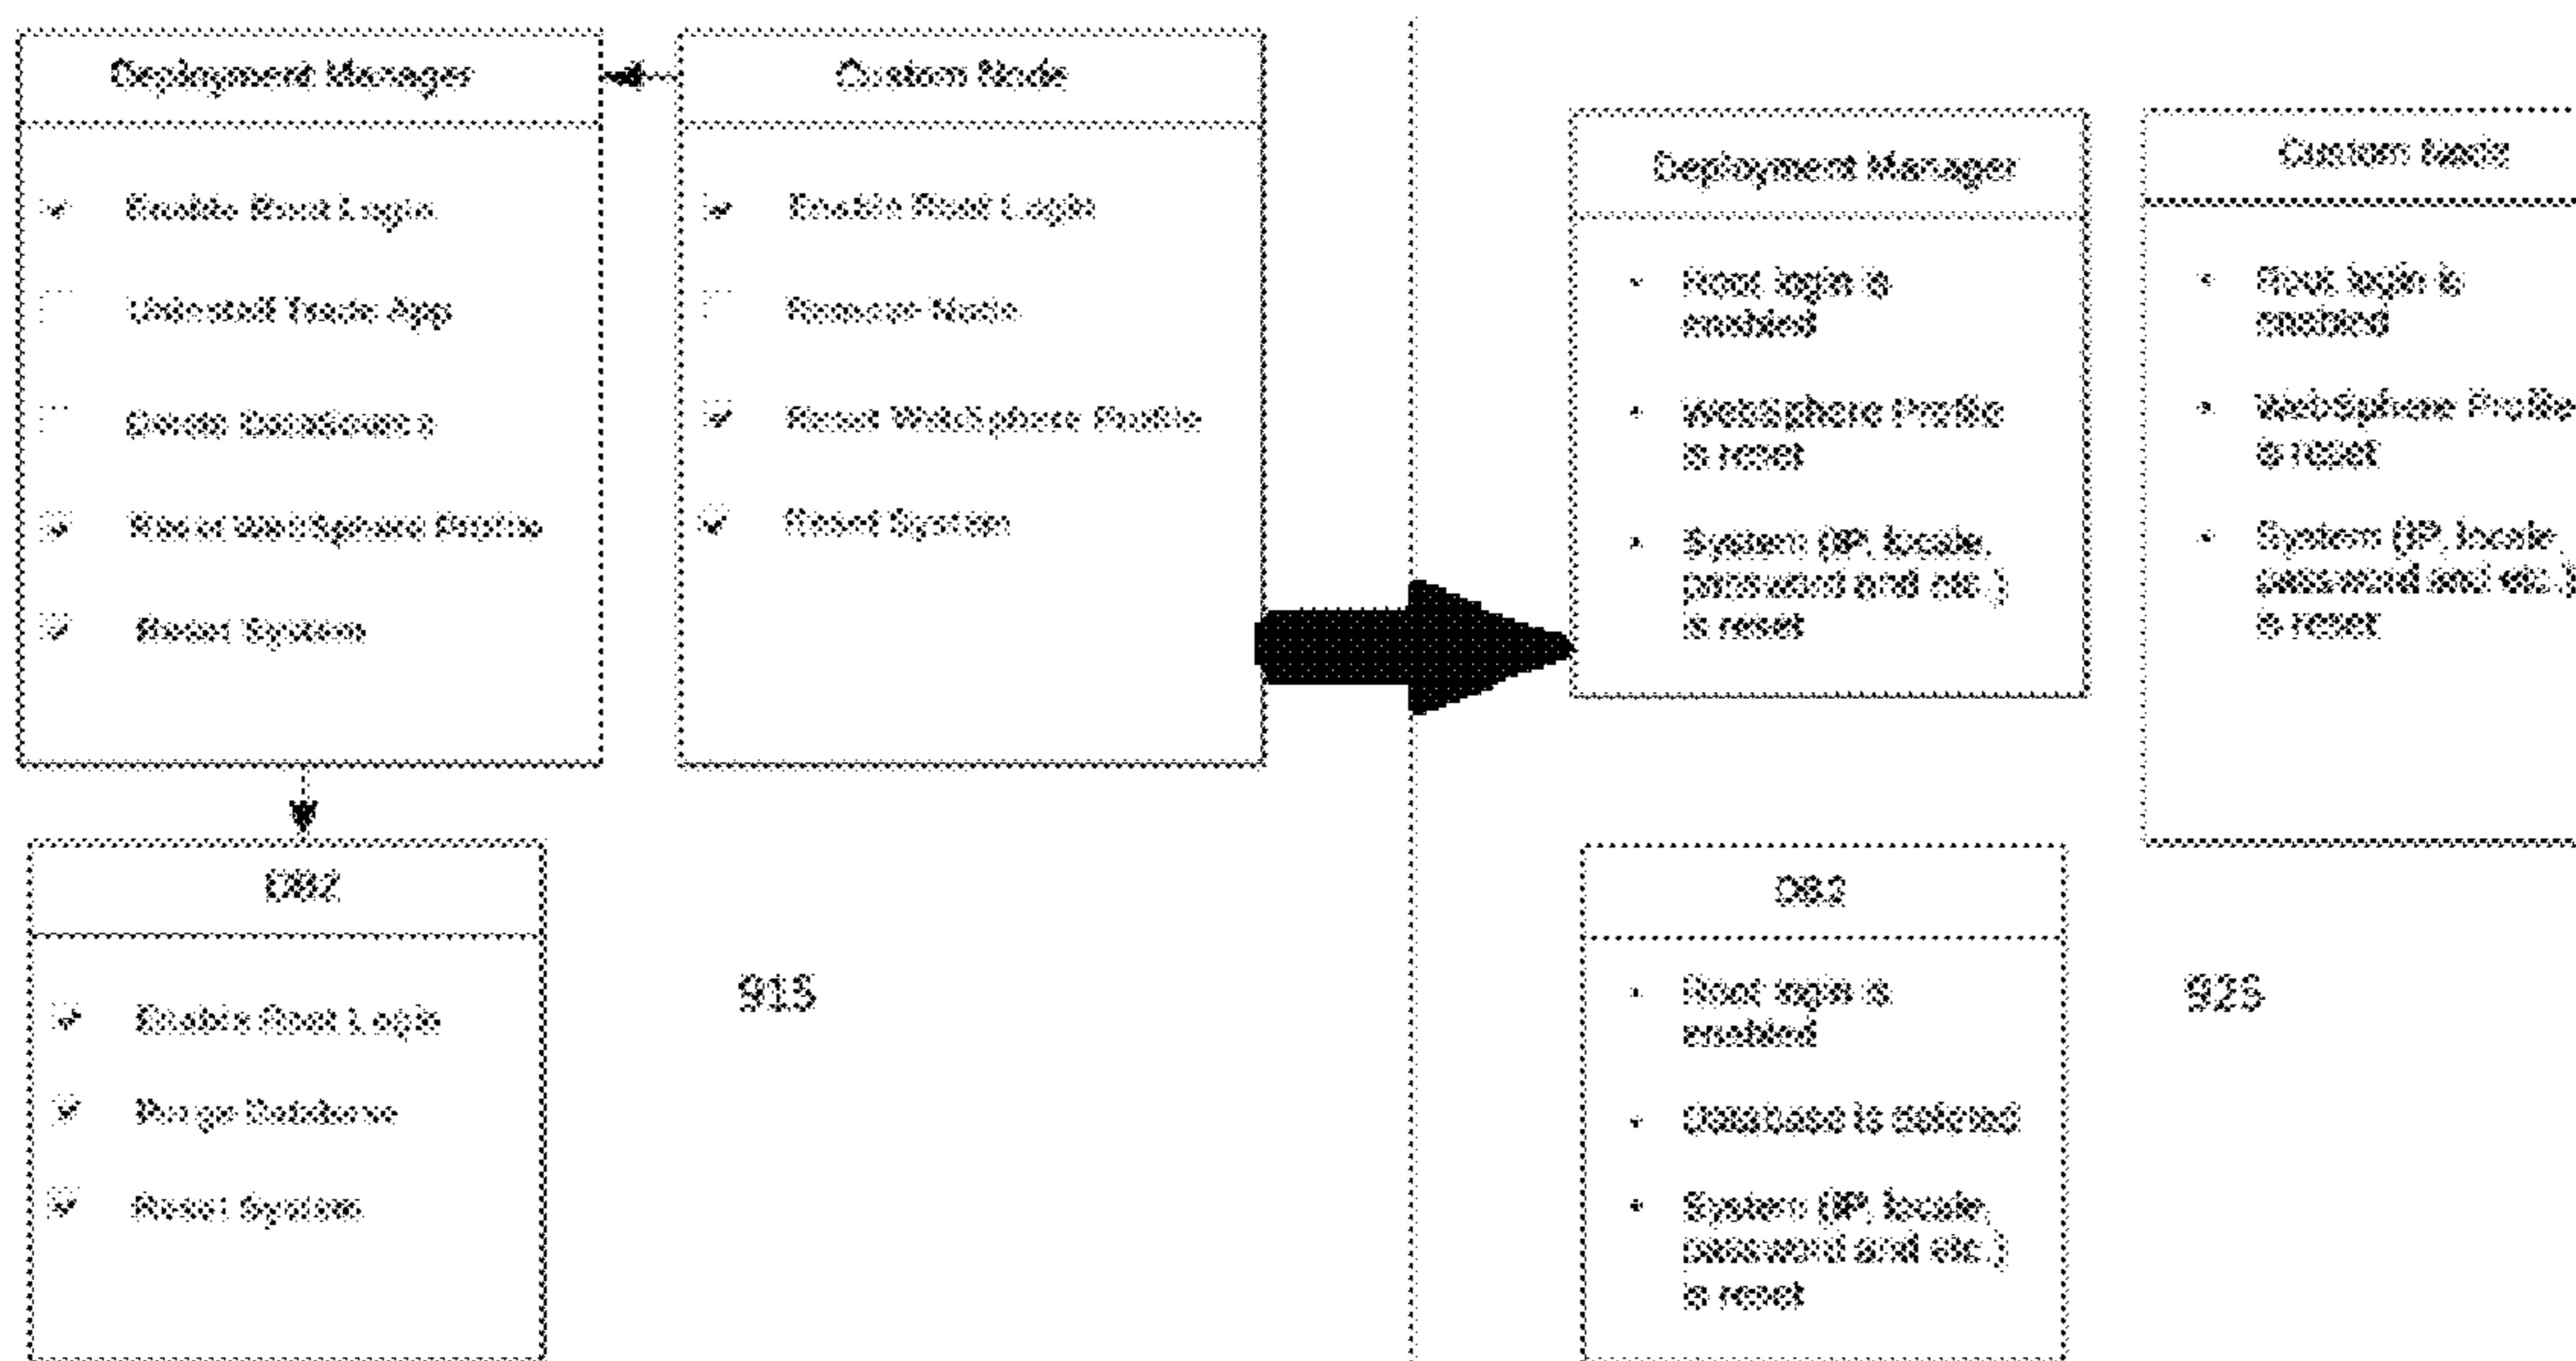 Deployment Manager
Enable Root Login
Uninstall Trade App
Delete DataSource
Reset WebSphere Profile
Reset System
Custom Node
Enable Root Login
Remove Node
Reset WebSphere Profile
Reset System
DB2
Enable Root Login
Purge Database
Reset System
915
Deployment Manager
Root login is
enabled
WebSphere Profile
is reset
System (IP, locale,
password and etc.)
is reset
Custom Node
Root login is
enabled
WebSphere Profile
is reset
System (IP, locale,
password and etc.)
is reset
DB2
Root login is
enabled
Database is deleted
System (IP, locale,
password and etc.)
is reset
925